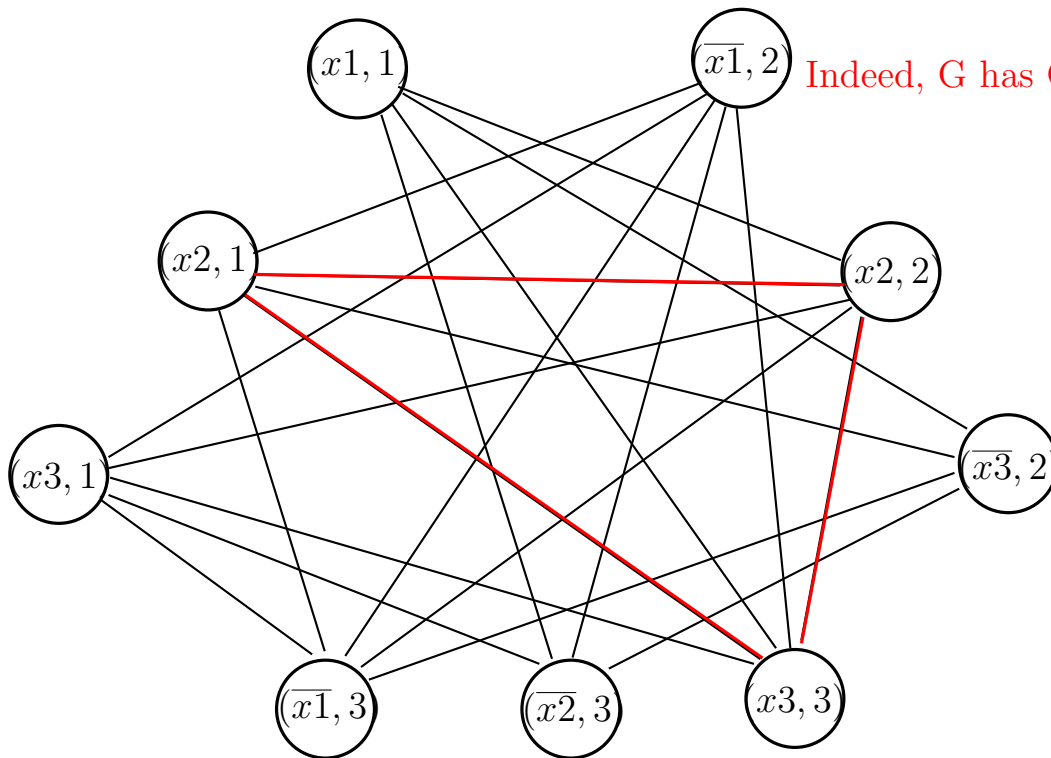 (x1, 1)
(x̅1̅, 2)
Indeed, G has
(x2, 1)
(x2, 2)
(x3, 1)
(x̅3̅, 2)
(x̅1̅, 3)
(x̅2̅, 3)
(x3, 3)